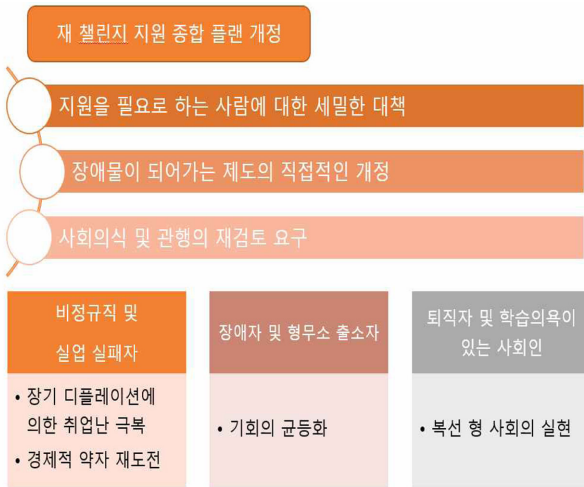 재 챌린지 지원 종합 플랜 개정
지원을 필요로 하는 사람에 대한 세밀한 대책
장애물이 되어가는 제도의 직접적인 개정
사회의식 및 관행의 재검토 요구
비정규직 및
실업 실패자
• 장기 디플레이션에
의한 취업난 극복
• 경제적 약자 재도전
장애자 및 형무소 출소자
• 기회의 균등화
퇴직자 및 학습의욕이
있는 사회인
• 복선 형 사회의 실현